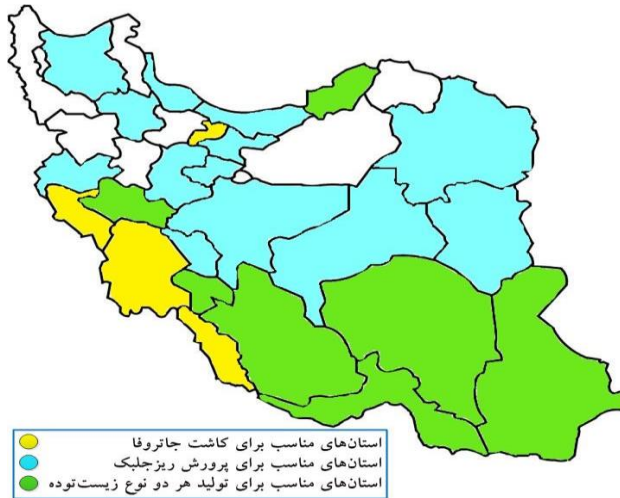 استان‌های مناسب برای کاشت جاتروفا
استان‌های مناسب برای پرورش ریزجلبک
استان‌های مناسب برای تولید هر دو نوع زیست‌توده